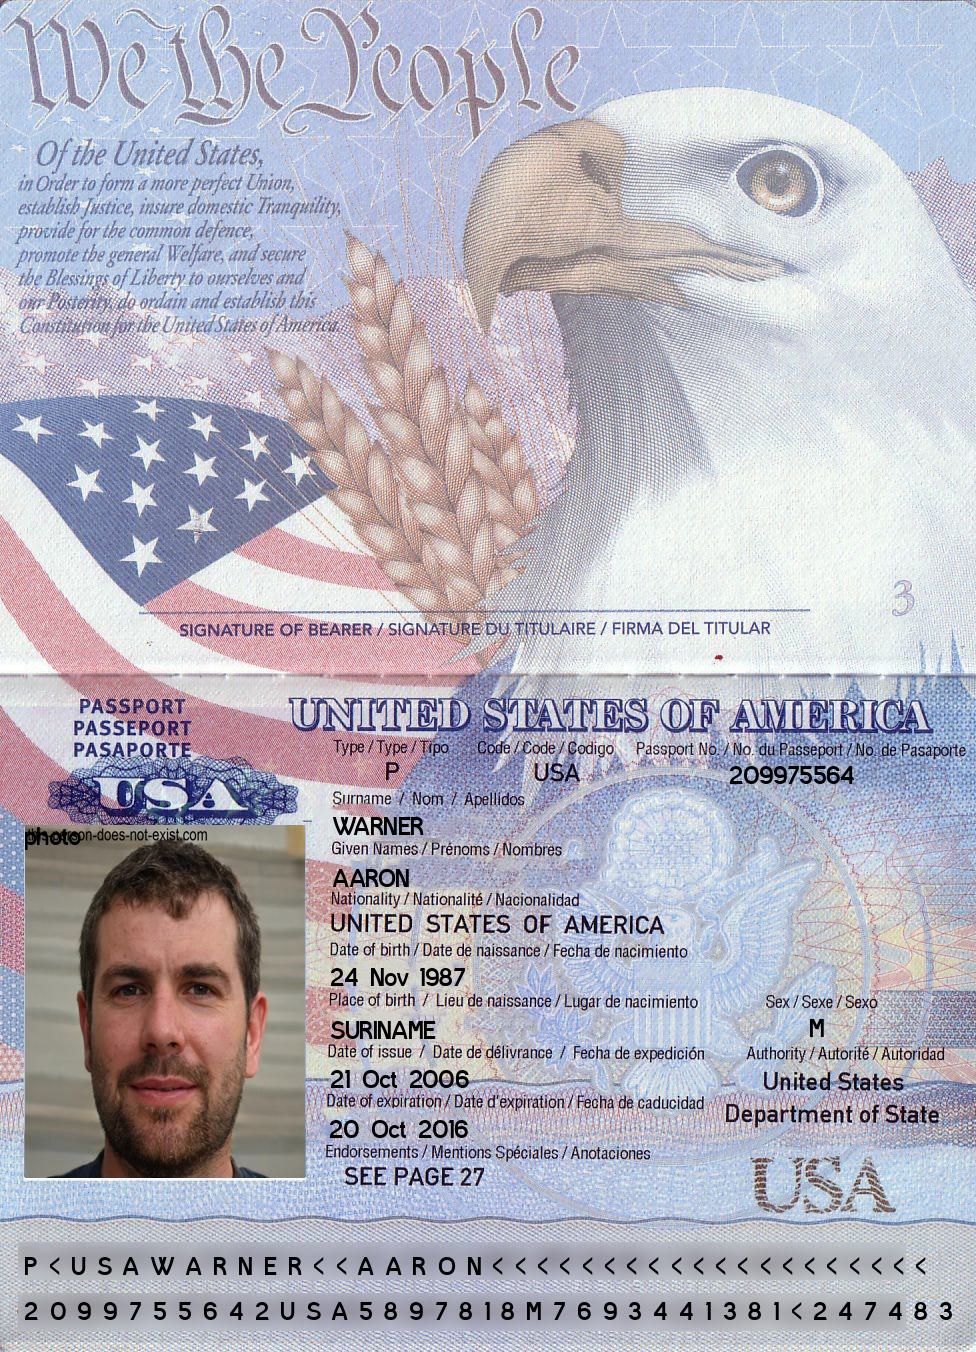 We the People
Of the United States,
in Order to form a more perfect Union,
establish Justice, insure domestic Tranquility,
provide for the common defence,
promote the general Welfare, and secure
the Blessings of Liberty to ourselves and
our Posterity, do ordain and establish this
Constitution for the United States of America.
3
SIGNATURE OF BEARER / SIGNATURE DU TITULAIRE / FIRMA DEL TITULAR
PASSPORT
PASSEPORT
PASAPORTE
USA
UNITED STATES OF AMERICA
Type / Type / Tipo Code / Code / Codigo Passport No. / No. du Passeport / No. de Pasaporte
P USA 209975564
Surname / Nom / Apellidos
WARNER
Given Names / Prénoms / Nombres
AARON
Nationality / Nationalité / Nacionalidad
UNITED STATES OF AMERICA
Date of birth / Date de naissance / Fecha de nacimiento
24 Nov 1987
Place of birth / Lieu de naissance / Lugar de nacimiento Sex / Sexe / Sexo
SURINAME M
Date of issue / Date de délivrance / Fecha de expedición Authority / Autorité / Autoridad
21 Oct 2006 United States
Date of expiration / Date d'expiration / Fecha de caducidad Department of State
20 Oct 2016
Endorsements / Mentions Spéciales / Anotaciones
SEE PAGE 27
USA
photo
-person-does-not-exist.com
P<USAWARNER<<AARON<<<<<<<<<<<<<<<<<<<<
2099755642USA5897818M7693441381<247483